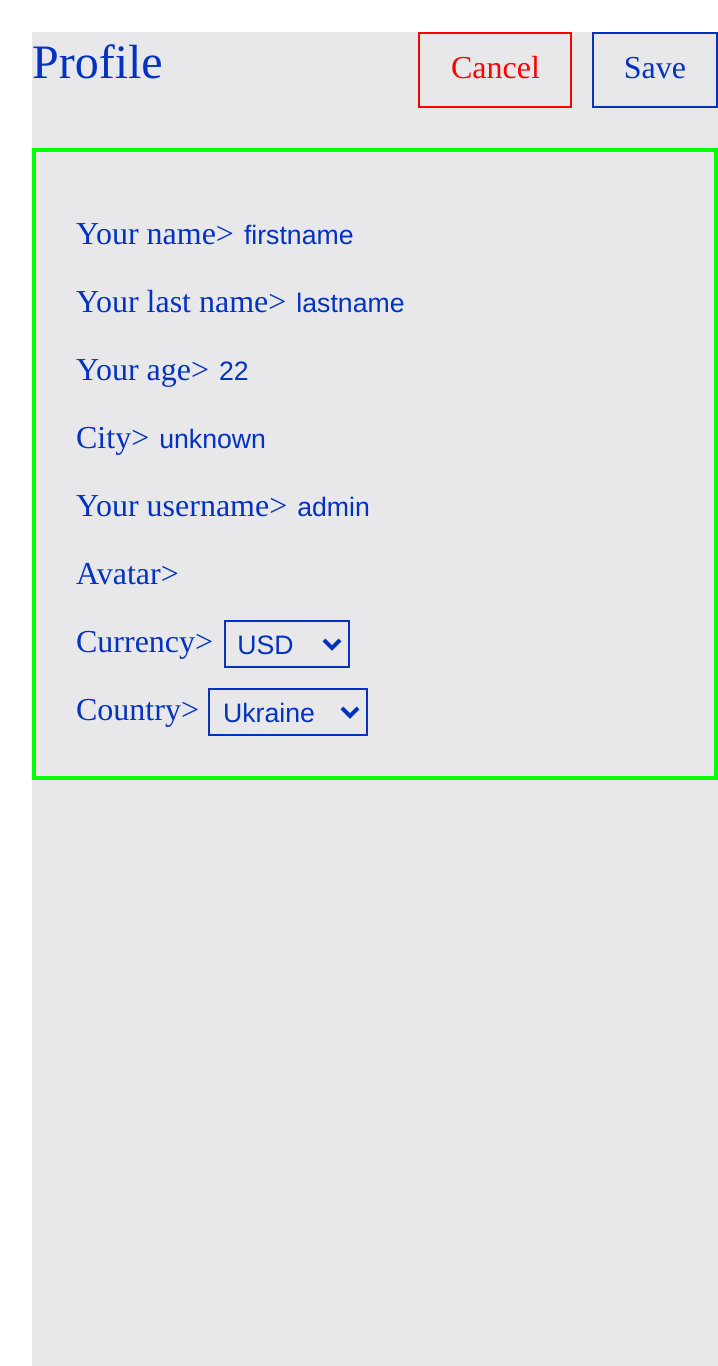 Profile
Cancel
Save
Your name> firstname
Your last name> lastname
Your age> 22
City> unknown
Your username> admin
Avatar>
Currency> USD
Country> Ukraine